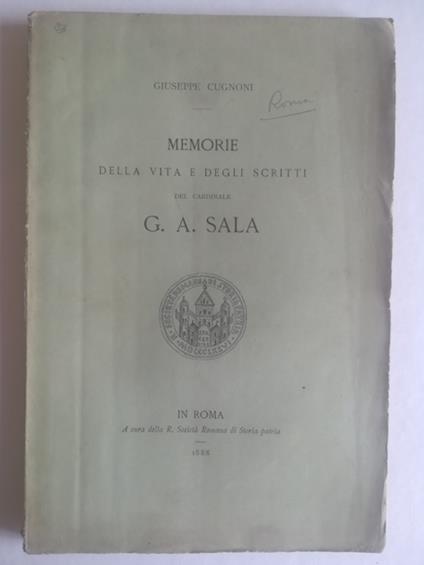 GIUSEPPE CUGNONI
Roma
MEMORIE
DELLA VITA E DEGLI SCRITTI
DEL CARDINALE
G. A. SALA
IN ROMA
A cura della R. Società Romana di Storia patria
1888